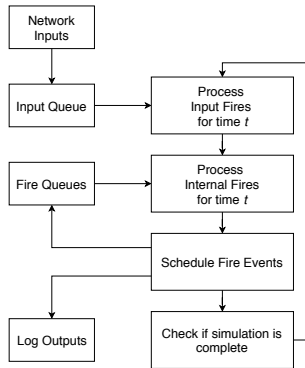 Network
Inputs
Input Queue
Process
Input Fires
for time t
Fire Queues
Process
Internal Fires
for time t
Schedule Fire Events
Log Outputs
Check if simulation is
complete